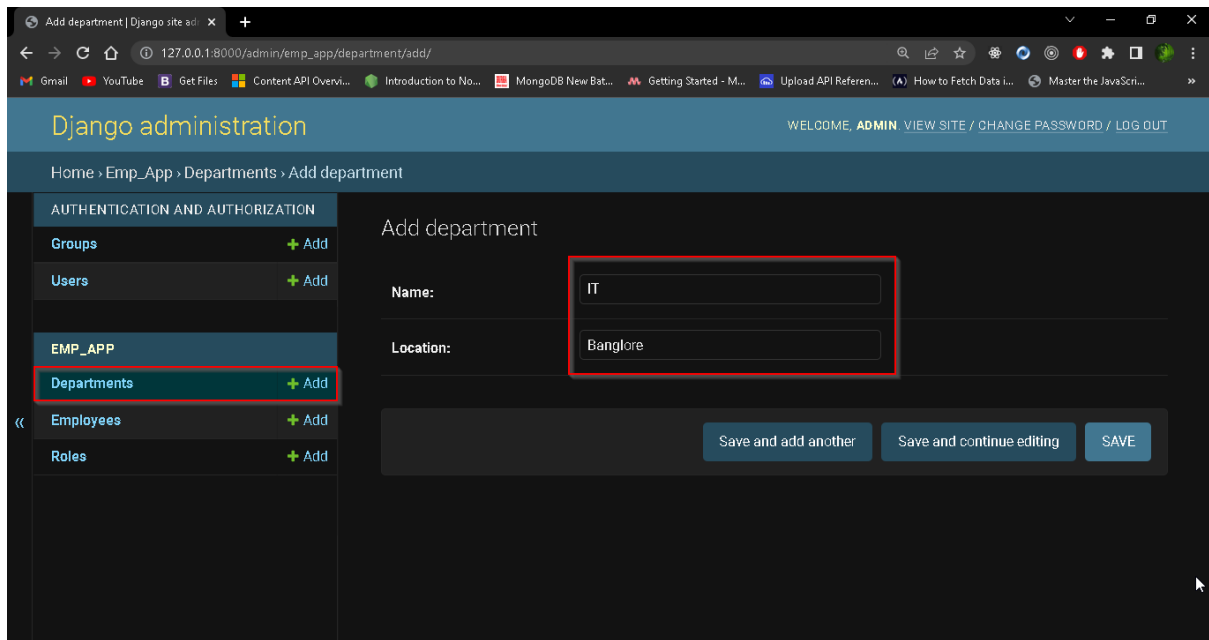 Add department | Django site ad
127.0.0.1:8000/admin/emp_app/department/add/
Gmail YouTube B Get Files Content API Overvi... Introduction to No... MongoDB New Bat... Getting Started - M... Upload API Referen... How to Fetch Data i... Master the JavaScri... »
Django administration
WELCOME, ADMIN. VIEW SITE / CHANGE PASSWORD / LOG OUT
Home › Emp_App › Departments › Add department
AUTHENTICATION AND AUTHORIZATION
Groups + Add
Users + Add
EMP_APP
Departments + Add
Employees + Add
Roles + Add
«
Add department
Name: IT
Location: Banglore
Save and add another Save and continue editing SAVE